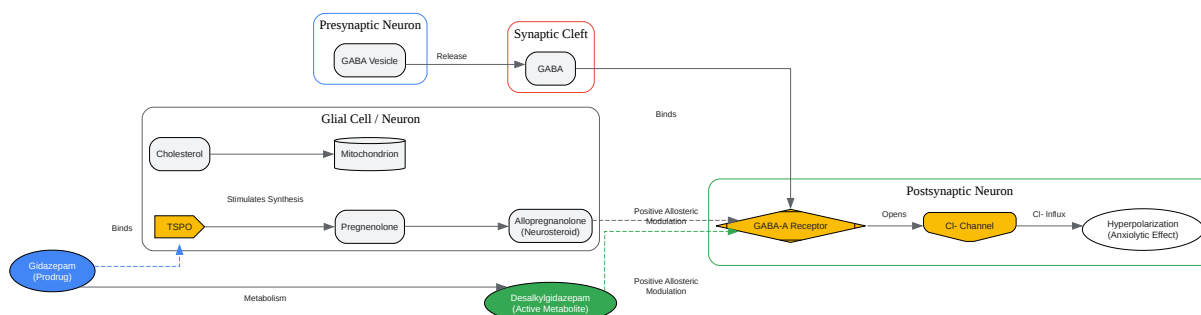 Presynaptic Neuron
GABA Vesicle
Release
Synaptic Cleft
GABA
Binds
Glial Cell / Neuron
Cholesterol
Mitochondrion
Stimulates Synthesis
Binds
TSPO
Pregnenolone
Allopregnanolone
(Neurosteroid)
Positive Allosteric
Modulation
Postsynaptic Neuron
GABA-A Receptor
Opens
Cl- Channel
Cl- Influx
Hyperpolarization
(Anxiolytic Effect)
Gidazepam
(Prodrug)
Metabolism
Desalkylgidazepam
(Active Metabolite)
Positive Allosteric
Modulation